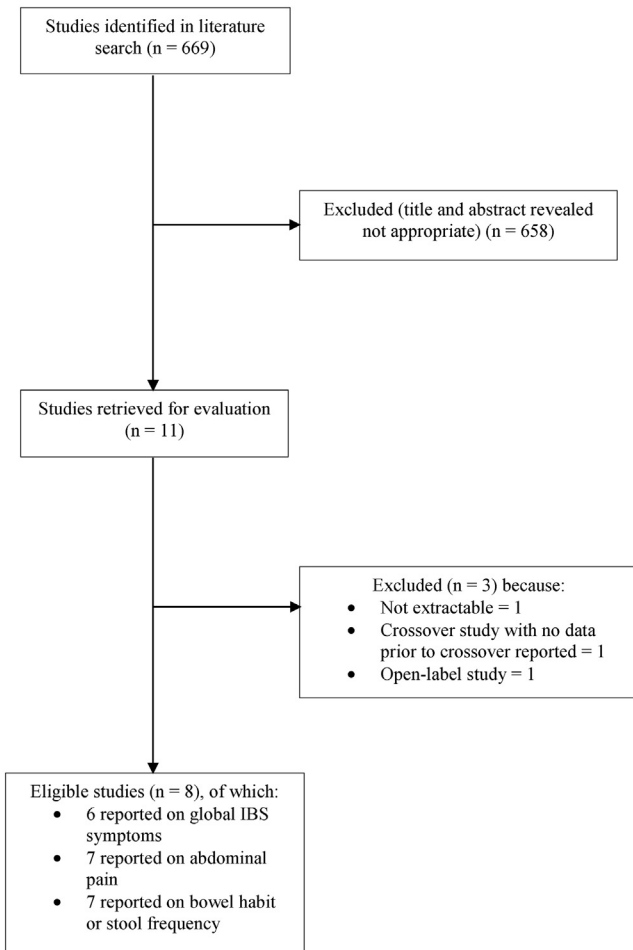 Studies identified in literature
search (n = 669)
Excluded (title and abstract revealed
not appropriate) (n = 658)
Studies retrieved for evaluation
(n = 11)
Excluded (n = 3) because:
• Not extractable = 1
• Crossover study with no data
prior to crossover reported = 1
• Open-label study = 1
Eligible studies (n = 8), of which:
• 6 reported on global IBS
symptoms
• 7 reported on abdominal
pain
• 7 reported on bowel habit
or stool frequency